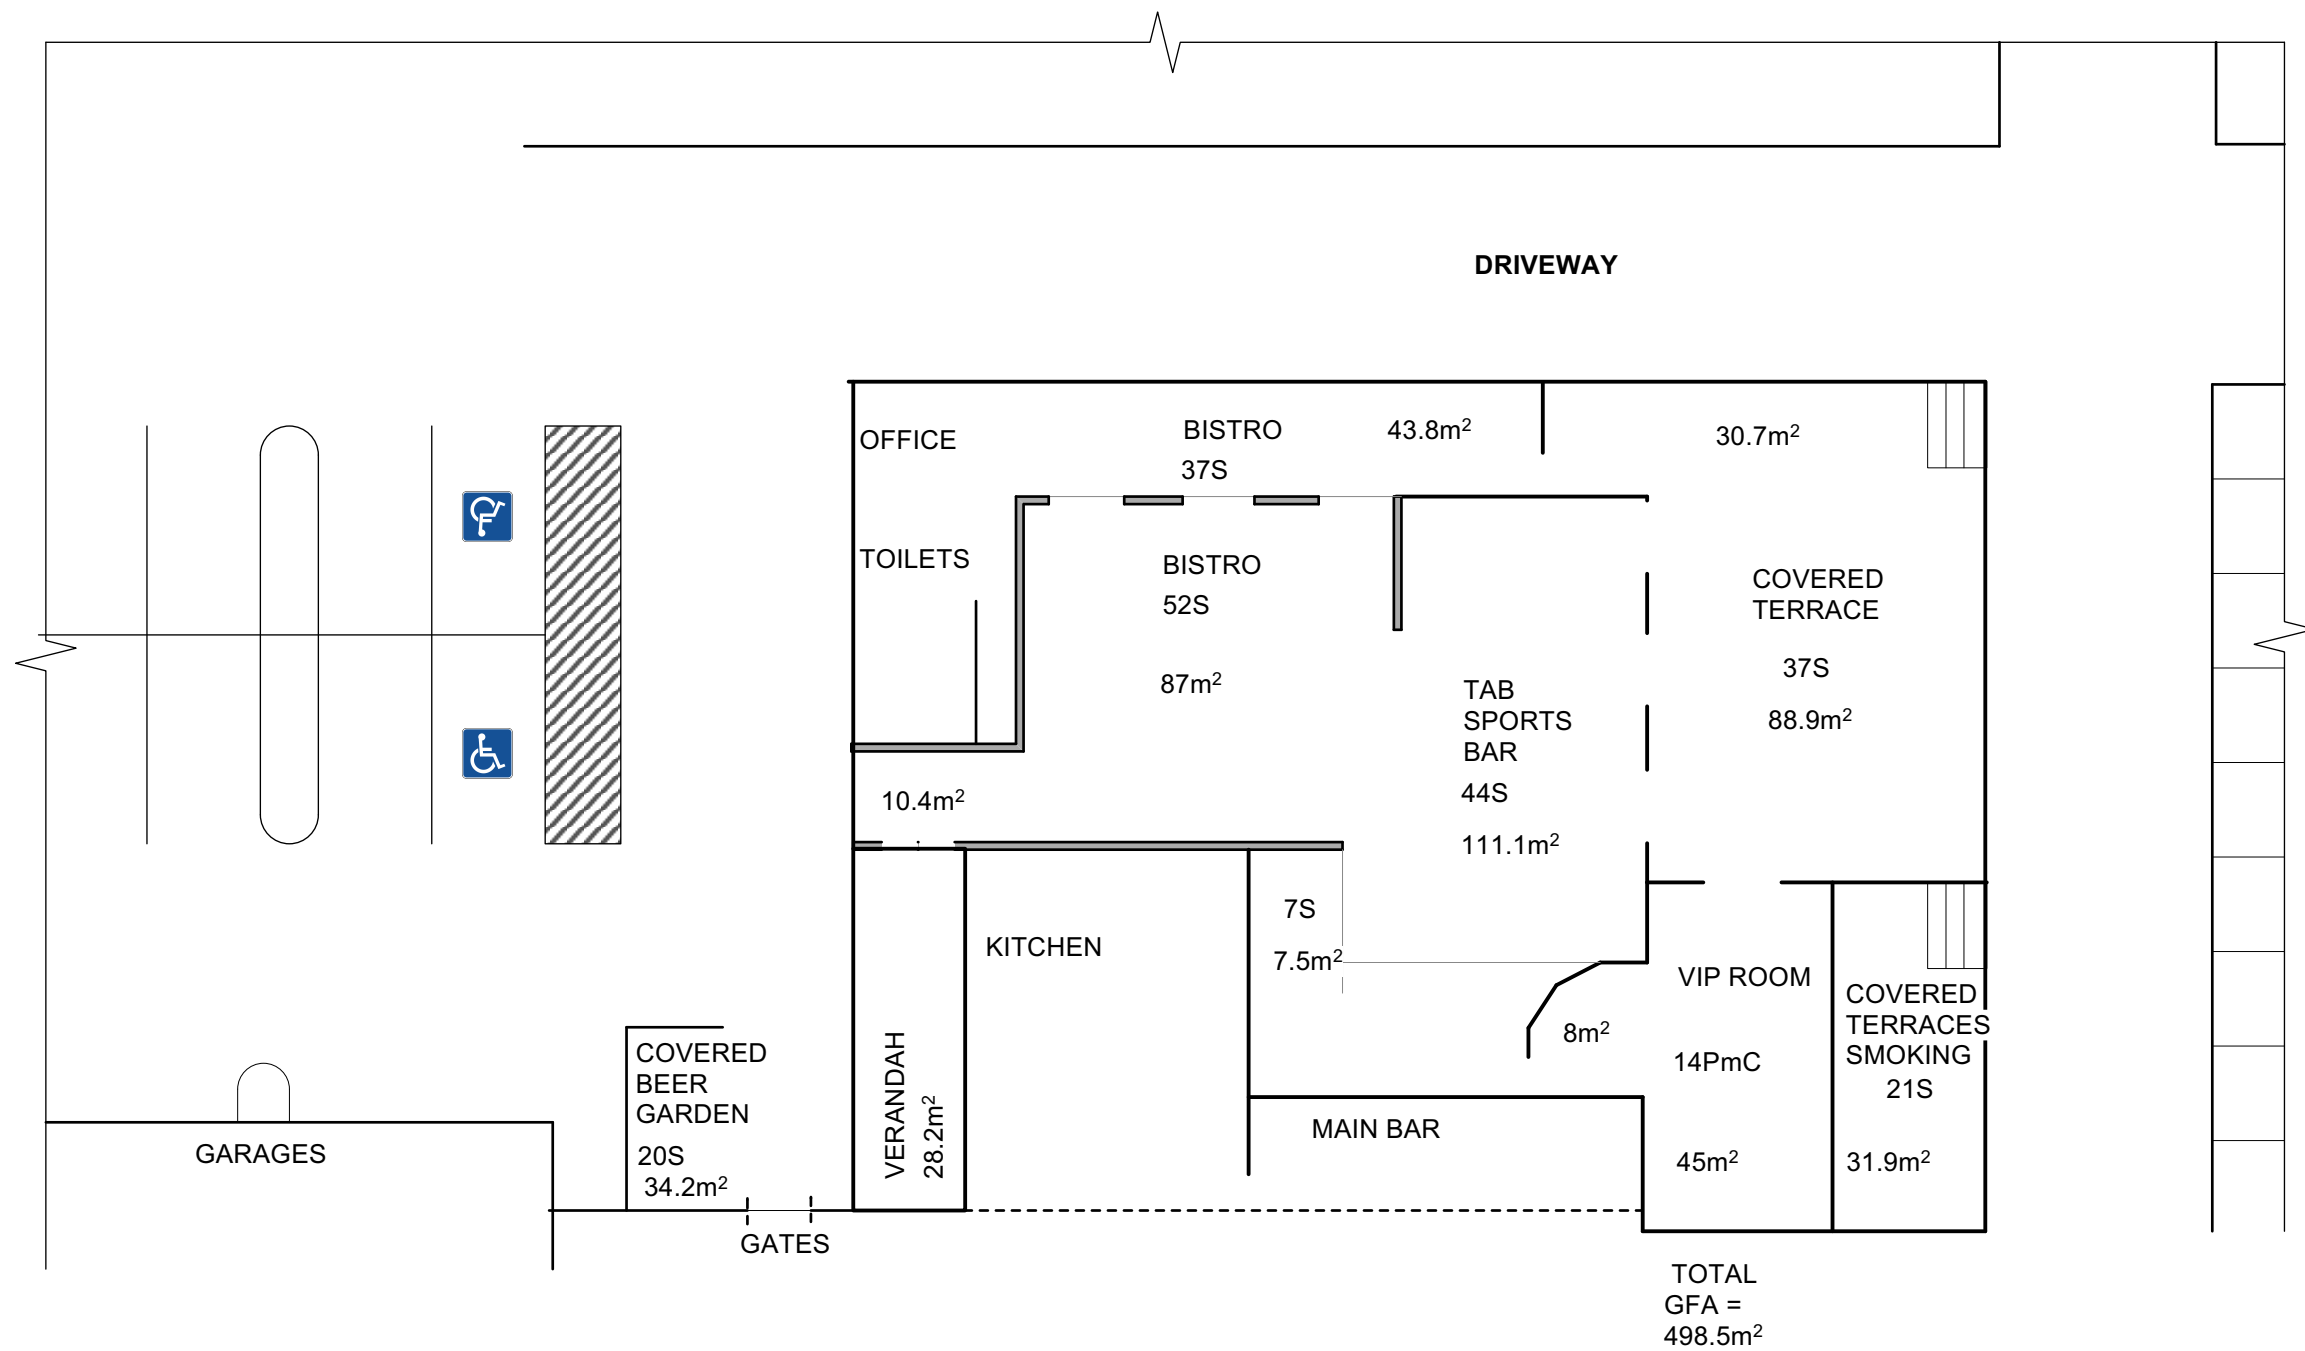 DRIVEWAY
OFFICE
BISTRO
37S
43.8m²
30.7m²
TOILETS
BISTRO
52S
87m²
COVERED
TERRACE
37S
88.9m²
TAB
SPORTS
BAR
44S
111.1m²
10.4m²
7S
7.5m²
KITCHEN
VIP ROOM
14PmC
45m²
8m²
COVERED
TERRACES
SMOKING
21S
31.9m²
COVERED
BEER
GARDEN
20S
34.2m²
VERANDAH
28.2m²
MAIN BAR
GARAGES
GATES
TOTAL
GFA =
498.5m²